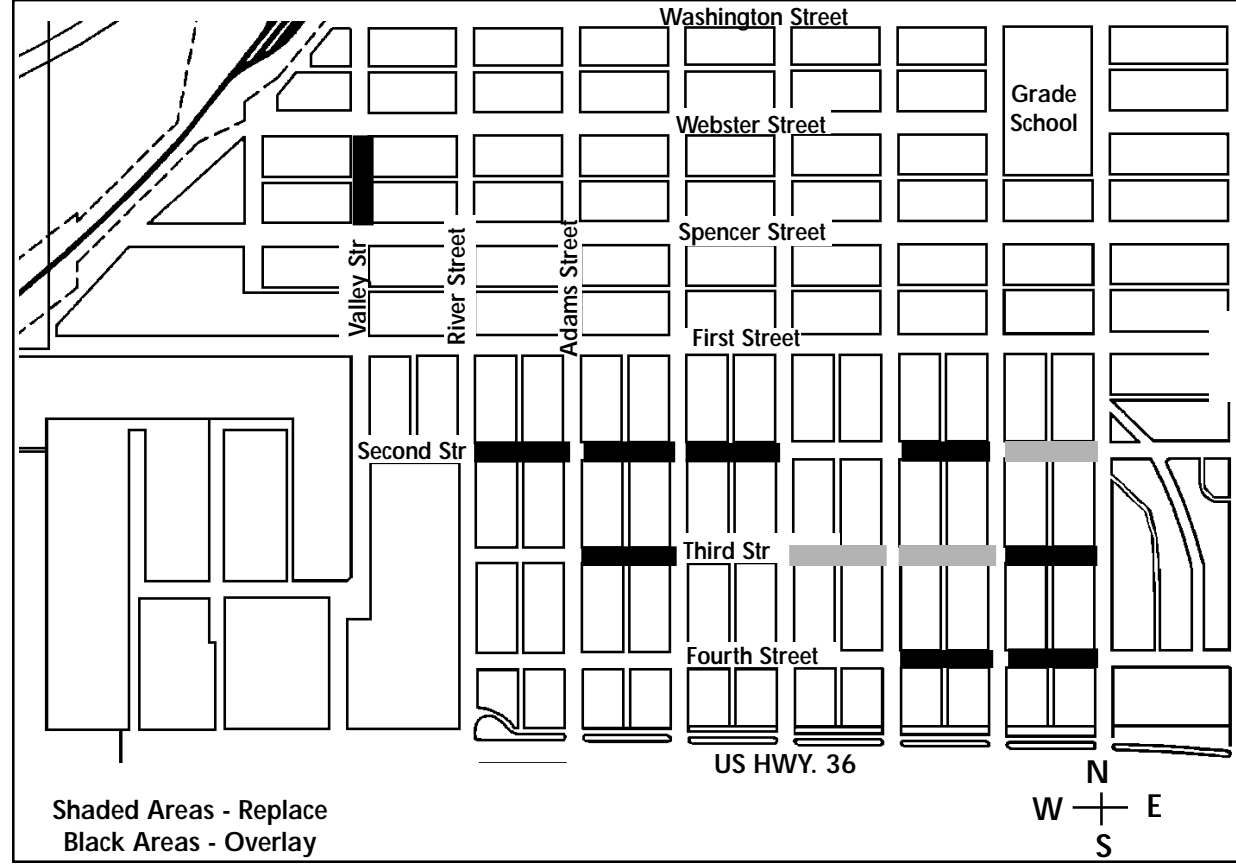 Washington Street
Grade
School
Webster Street
Spencer Street
Valley Str
River Street
Adams Street
First Street
Second Str
Third Str
Fourth Street
US HWY. 36
N
W E
S
Shaded Areas - Replace
Black Areas - Overlay